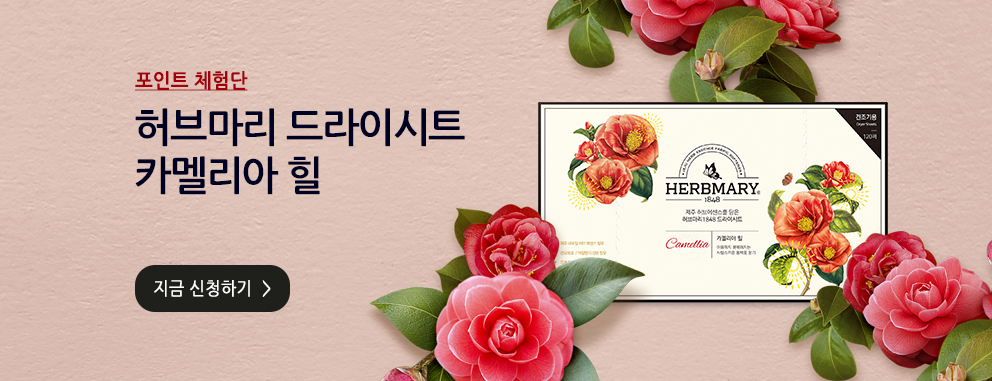 포인트 체험단
허브마리 드라이시트
카멜리아 힐
지금 신청하기 >
건조기용
Dryer Sheets
120매
HERBMARY
1848
제주 허브에센스를 담은
허브마리1848 드라이시트
Camellia
카멜리아 힐